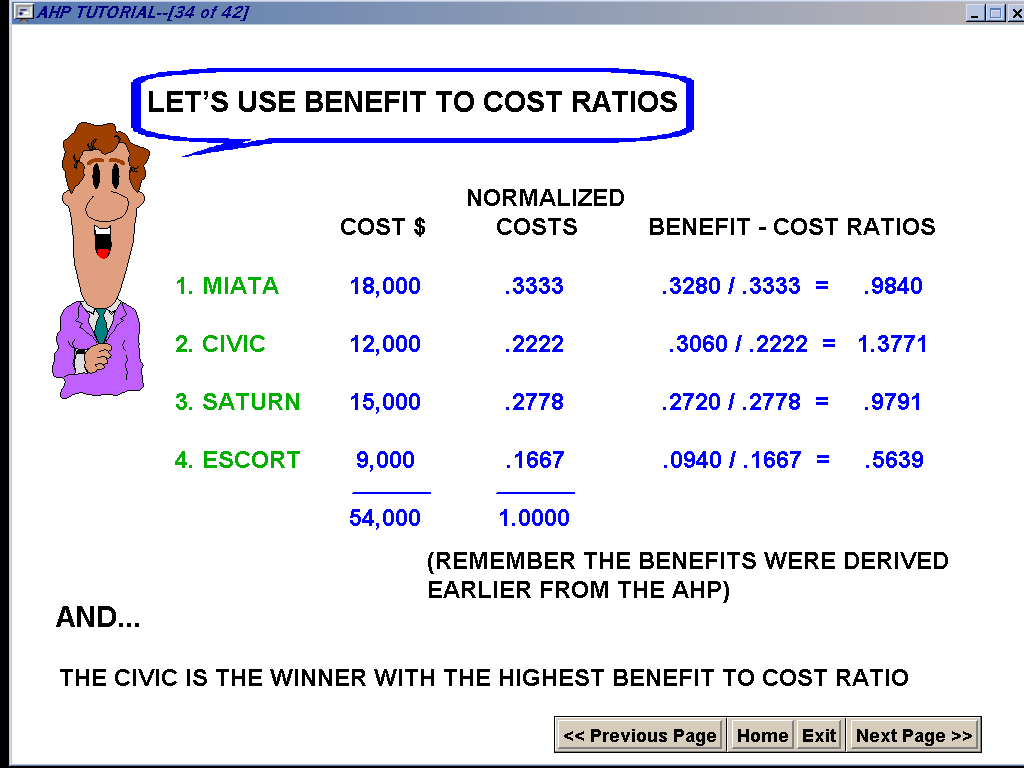 AHP TUTORIAL--[34 of 42]
LET'S USE BENEFIT TO COST RATIOS
NORMALIZED
COST $ COSTS BENEFIT - COST RATIOS
1. MIATA 18,000 .3333 .3280 / .3333 = .9840
2. CIVIC 12,000 .2222 .3060 / .2222 = 1.3771
3. SATURN 15,000 .2778 .2720 / .2778 = .9791
4. ESCORT 9,000 .1667 .0940 / .1667 = .5639
54,000 1.0000
(REMEMBER THE BENEFITS WERE DERIVED
EARLIER FROM THE AHP)
AND...
THE CIVIC IS THE WINNER WITH THE HIGHEST BENEFIT TO COST RATIO
<< Previous Page Home Exit Next Page >>